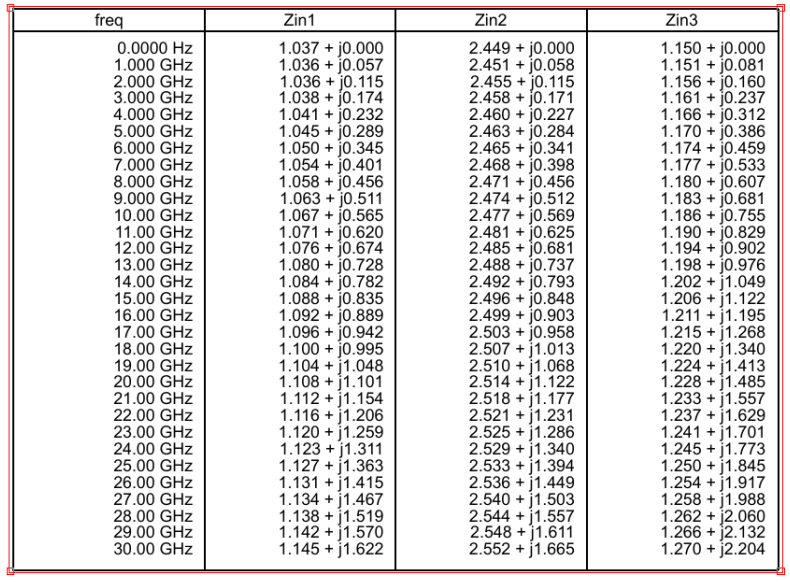 freq Zin1 Zin2 Zin3
0.0000 Hz 1.037 + j0.000 2.449 + j0.000 1.150 + j0.000
1.000 GHz 1.036 + j0.057 2.451 + j0.058 1.151 + j0.081
2.000 GHz 1.036 + j0.115 2.455 + j0.115 1.156 + j0.160
3.000 GHz 1.038 + j0.174 2.458 + j0.171 1.161 + j0.237
4.000 GHz 1.041 + j0.232 2.460 + j0.227 1.166 + j0.312
5.000 GHz 1.045 + j0.289 2.463 + j0.284 1.170 + j0.386
6.000 GHz 1.050 + j0.345 2.465 + j0.341 1.174 + j0.459
7.000 GHz 1.054 + j0.401 2.468 + j0.398 1.177 + j0.533
8.000 GHz 1.058 + j0.456 2.471 + j0.456 1.180 + j0.607
9.000 GHz 1.063 + j0.511 2.474 + j0.512 1.183 + j0.681
10.00 GHz 1.067 + j0.565 2.477 + j0.569 1.186 + j0.755
11.00 GHz 1.071 + j0.620 2.481 + j0.625 1.190 + j0.829
12.00 GHz 1.076 + j0.674 2.485 + j0.681 1.194 + j0.902
13.00 GHz 1.080 + j0.728 2.488 + j0.737 1.198 + j0.976
14.00 GHz 1.084 + j0.782 2.492 + j0.793 1.202 + j1.049
15.00 GHz 1.088 + j0.835 2.496 + j0.848 1.206 + j1.122
16.00 GHz 1.092 + j0.889 2.499 + j0.903 1.211 + j1.195
17.00 GHz 1.096 + j0.942 2.503 + j0.958 1.215 + j1.268
18.00 GHz 1.100 + j0.995 2.507 + j1.013 1.220 + j1.340
19.00 GHz 1.104 + j1.048 2.510 + j1.068 1.224 + j1.413
20.00 GHz 1.108 + j1.101 2.514 + j1.122 1.228 + j1.485
21.00 GHz 1.112 + j1.154 2.518 + j1.177 1.233 + j1.557
22.00 GHz 1.116 + j1.206 2.521 + j1.231 1.237 + j1.629
23.00 GHz 1.120 + j1.259 2.525 + j1.286 1.241 + j1.701
24.00 GHz 1.123 + j1.311 2.529 + j1.340 1.245 + j1.773
25.00 GHz 1.127 + j1.363 2.533 + j1.394 1.250 + j1.845
26.00 GHz 1.131 + j1.415 2.536 + j1.449 1.254 + j1.917
27.00 GHz 1.134 + j1.467 2.540 + j1.503 1.258 + j1.988
28.00 GHz 1.138 + j1.519 2.544 + j1.557 1.262 + j2.060
29.00 GHz 1.142 + j1.570 2.548 + j1.611 1.266 + j2.132
30.00 GHz 1.145 + j1.622 2.552 + j1.665 1.270 + j2.204